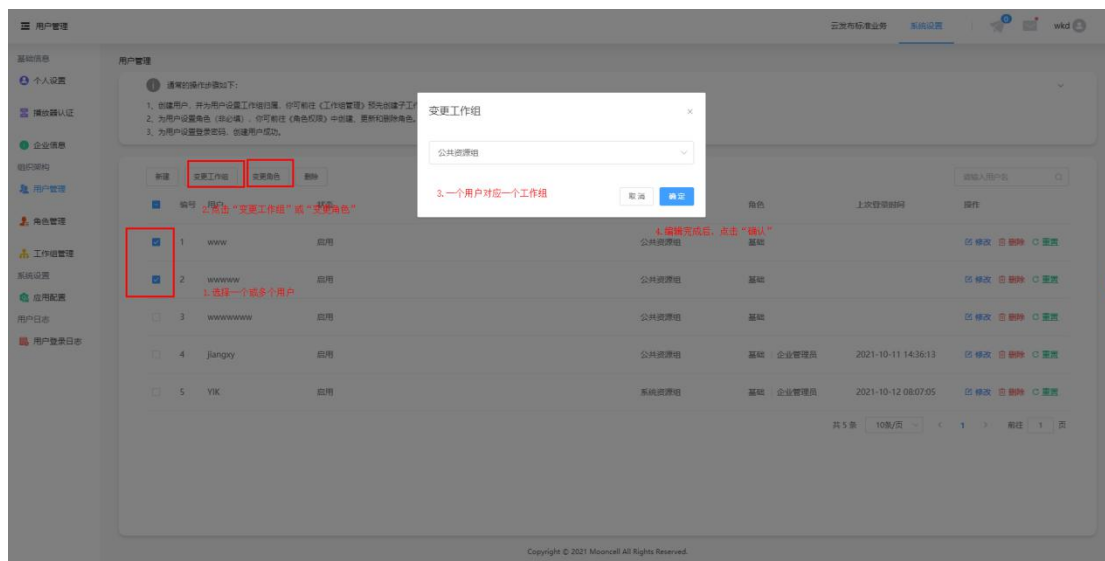 用户管理
云发布标准业务 系统设置 0 wkd
基础信息
个人设置
播放器认证
企业信息
组织架构
用户管理
角色管理
工作组管理
系统设置
应用配置
用户日志
用户登录日志
用户管理
通常的操作步骤如下：
1、创建用户，并为用户设置工作组归属，你可前往《工作组管理》预先创建子工作
2、为用户设置角色（非必填），你可前往《角色权限》中创建、更新和删除角色。
3、为用户设置登录密码，创建用户成功。
变更工作组 ×
公共资源组
3.一个用户对应一个工作组
取消 确定
4.编辑完成后，点击“确认”
新建 变更工作组 变更角色 删除 请输入用户名
2.点击“变更工作组”或“变更角色”
编号 用户 状态 角色 上次登录时间 操作
1 www 启用 公共资源组 基础 修改 删除 重置
2 wwwww 启用 公共资源组 基础 修改 删除 重置
1.选择一个或多个用户
3 wwwwwww 启用 公共资源组 基础 修改 删除 重置
4 jiangxy 启用 公共资源组 基础 企业管理员 2021-10-11 14:36:13 修改 删除 重置
5 YIK 启用 系统资源组 基础 企业管理员 2021-10-12 08:07:05 修改 删除 重置
共 5 条 10条/页 < 1 > 前往 1 页
Copyright © 2021 Mooncell All Rights Reserved.